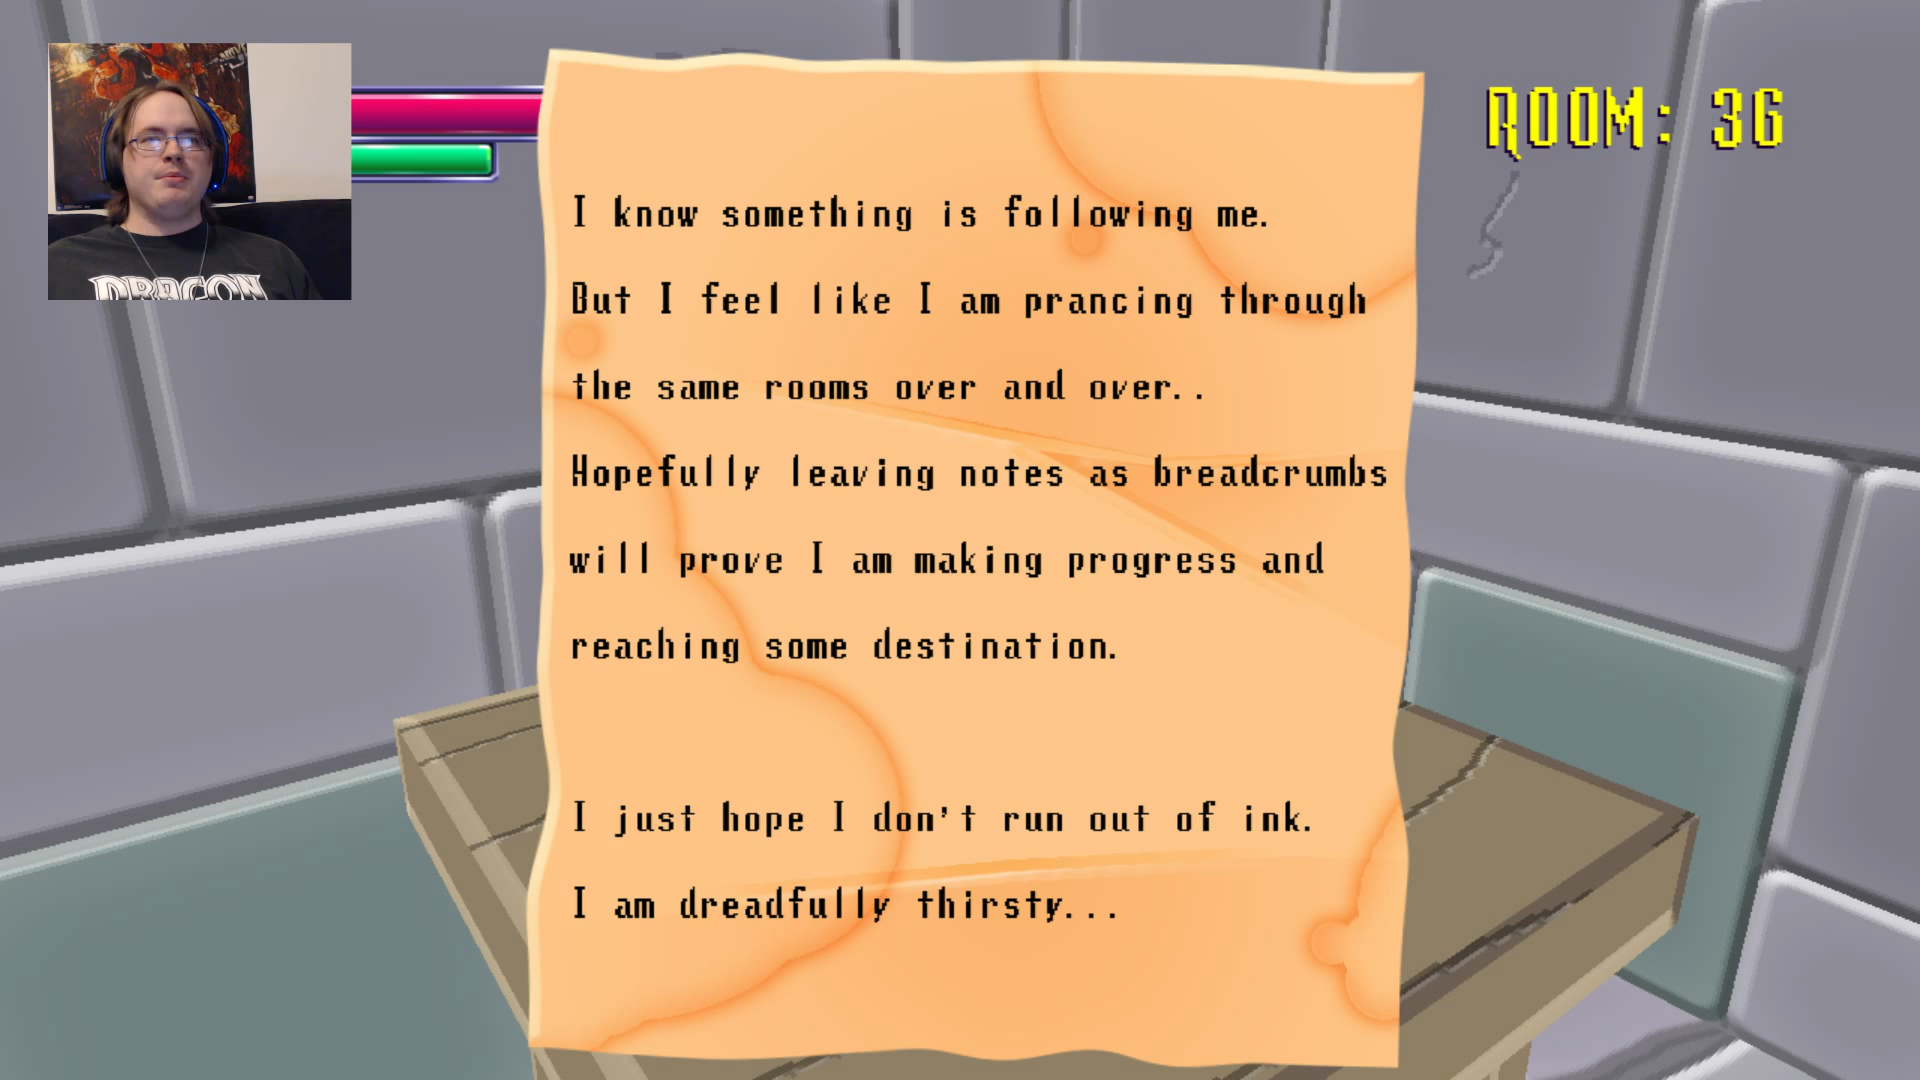 ROOM: 36
I know something is following me.
But I feel like I am prancing through
the same rooms over and over..
Hopefully leaving notes as breadcrumbs
will prove I am making progress and
reaching some destination.
I just hope I don't run out of ink.
I am dreadfully thirsty...
DRAGON